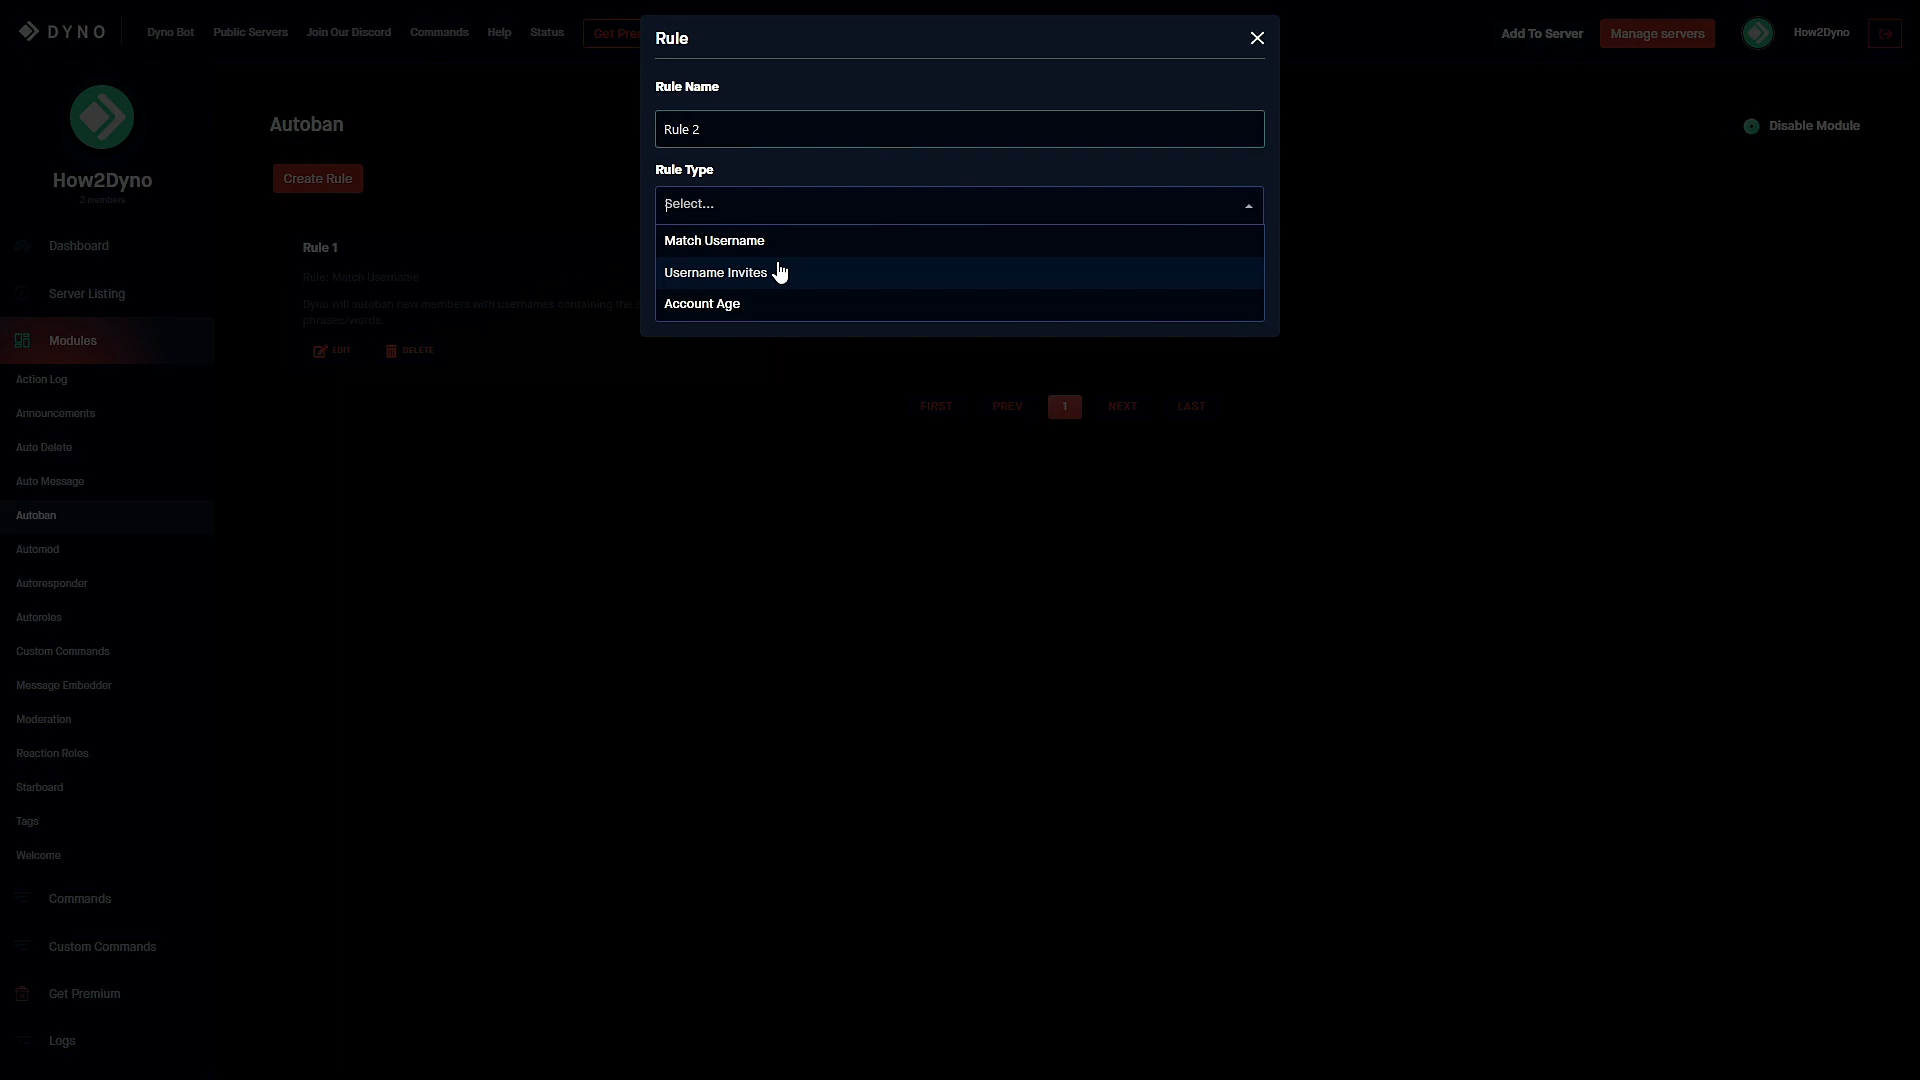 DYNO
Dyno Bot
Public Servers
Join Our Discord
Commands
Help
Status
Get Pre
Add To Server
Manage servers
How2Dyno
How2Dyno
2 members
Dashboard
Server Listing
Modules
Action Log
Announcements
Auto Delete
Auto Message
Autoban
Automod
Autoresponder
Autoroles
Custom Commands
Message Embedder
Moderation
Reaction Roles
Starboard
Tags
Welcome
Commands
Custom Commands
Get Premium
Logs
Autoban
Disable Module
Create Rule
Rule 1
Rule: Match Username
Dyno will autoban new members with usernames containing the
phrases/words.
EDIT
DELETE
FIRST
PREV
1
NEXT
LAST
Rule
Rule Name
Rule 2
Rule Type
Select...
Match Username
Username Invites
Account Age